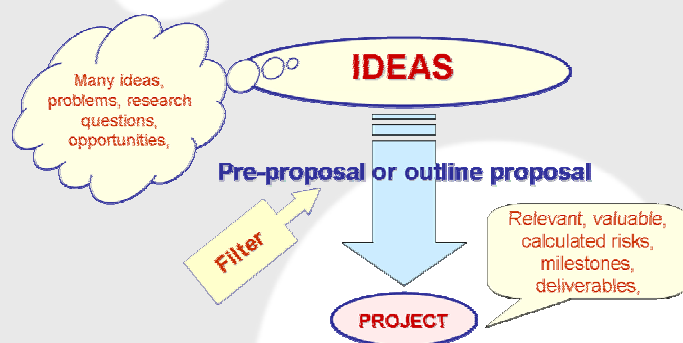 IDEAS
Many ideas,
problems, research
questions,
opportunities,
Pre-proposal or outline proposal
Filter
Relevant, valuable,
calculated risks,
milestones,
deliverables,
PROJECT